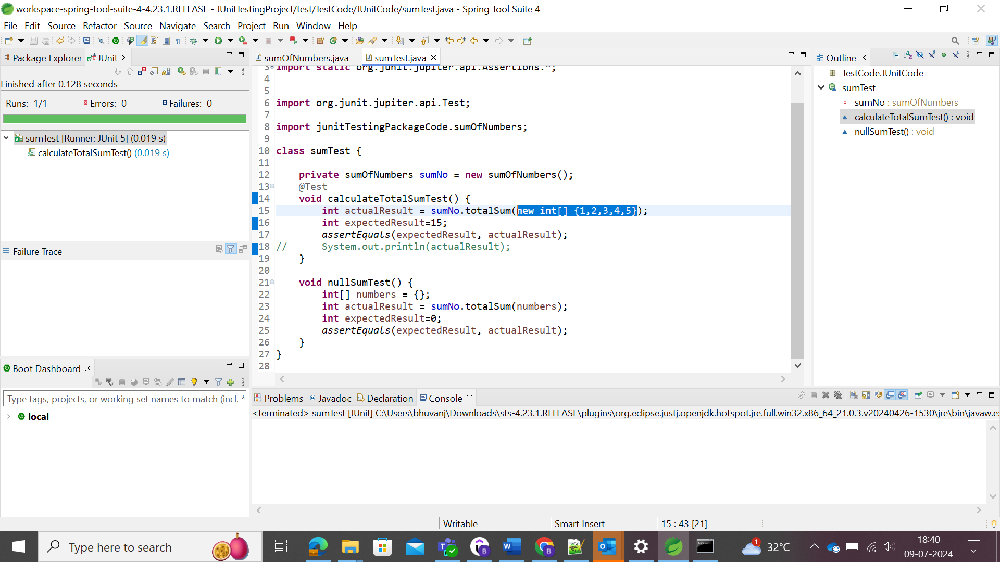 workspace-spring-tool-suite-4-4.23.1.RELEASE - JUnitTestingProject/test/TestCode/JUnitCode/sumTest.java - Spring Tool Suite 4
File Edit Source Refactor Source Navigate Search Project Run Window Help
Package Explorer JUnit
Finished after 0.128 seconds
Runs: 1/1 Errors: 0 Failures: 0
sumTest [Runner: JUnit 5] (0.019 s)
calculateTotalSumTest() (0.019 s)
Failure Trace
Boot Dashboard
Type tags, projects, or working set names to match (incl. *
local
sumOfNumbers.java sumTest.java
3 import static org.junit.jupiter.api.Assertions.*;
4
5
6 import org.junit.jupiter.api.Test;
7
8 import junitTestingPackageCode.sumOfNumbers;
9
10 class sumTest {
11
12 private sumOfNumbers sumNo = new sumOfNumbers();
13 @Test
14 void calculateTotalSumTest() {
15 int actualResult = sumNo.totalSum(new int[] {1,2,3,4,5});
16 int expectedResult=15;
17 assertEquals(expectedResult, actualResult);
18 // System.out.println(actualResult);
19 }
20
21 void nullSumTest() {
22 int[] numbers = {};
23 int actualResult = sumNo.totalSum(numbers);
24 int expectedResult=0;
25 assertEquals(expectedResult, actualResult);
26 }
27 }
28
Outline
TestCode.JUnitCode
sumTest
sumNo : sumOfNumbers
calculateTotalSumTest() : void
nullSumTest() : void
Problems @ Javadoc Declaration Console
<terminated> sumTest [JUnit] C:\Users\bhuvanj\Downloads\sts-4.23.1.RELEASE\plugins\org.eclipse.justj.openjdk.hotspot.jre.full.win32.x86_64_21.0.3.v20240426-1530\jre\bin\javaw.ex
Writable Smart Insert 15 : 43 [21]
Type here to search
1 32°C
18:40
09-07-2024